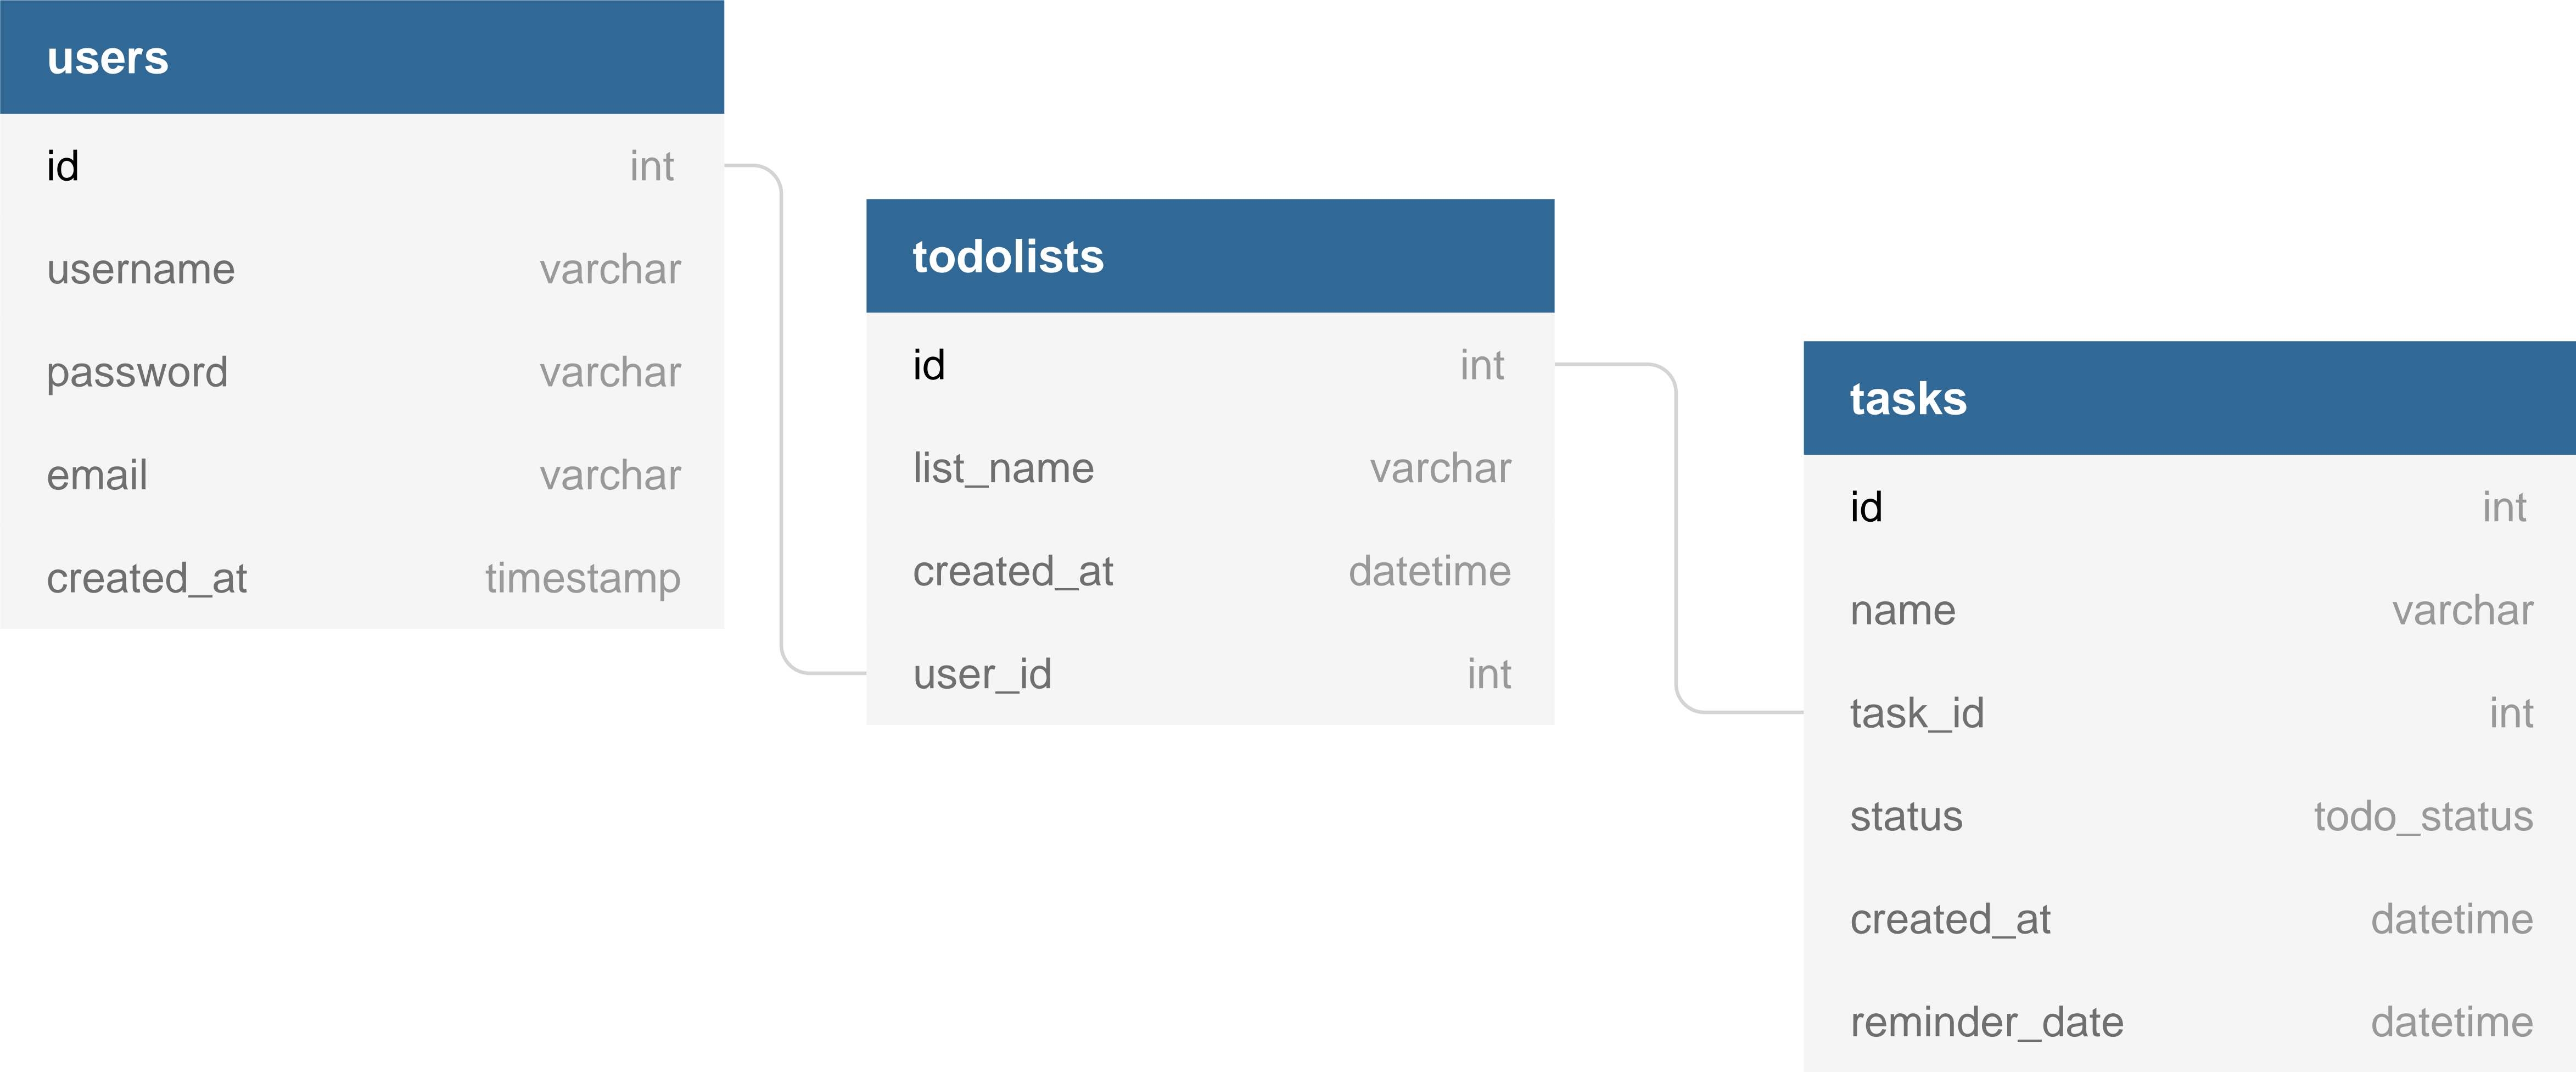 users
id int
username varchar
password varchar
email varchar
created_at timestamp
todolists
id int
list_name varchar
created_at datetime
user_id int
tasks
id int
name varchar
task_id int
status todo_status
created_at datetime
reminder_date datetime